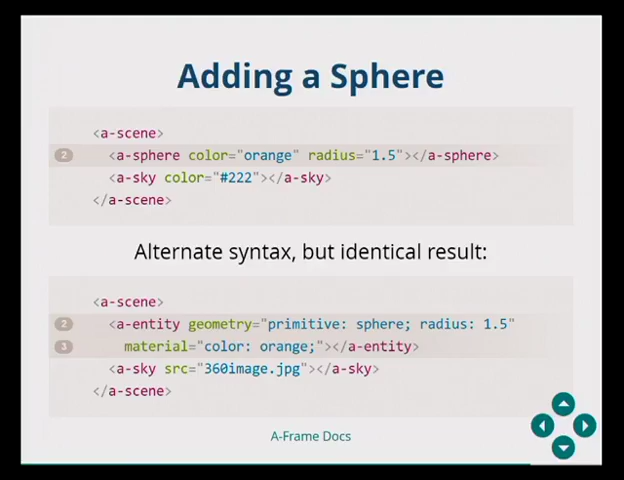 Adding a Sphere
<a-scene>
2 <a-sphere color="orange" radius="1.5"></a-sphere>
<a-sky color="#222"></a-sky>
</a-scene>
Alternate syntax, but identical result:
<a-scene>
2 <a-entity geometry="primitive: sphere; radius: 1.5"
3 material="color: orange;"></a-entity>
<a-sky src="360image.jpg"></a-sky>
</a-scene>
A-Frame Docs